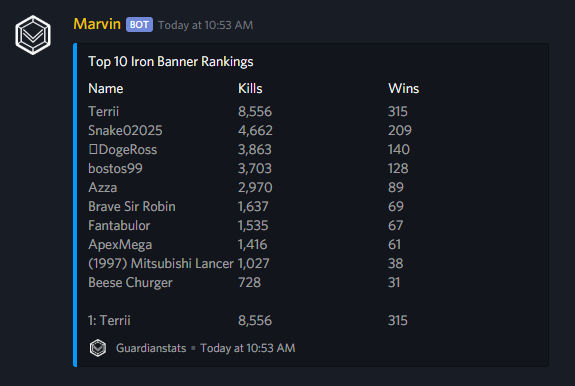 Marvin BOT Today at 10:53 AM
Top 10 Iron Banner Rankings
Name Kills Wins
Terrii 8,556 315
Snake02025 4,662 209
▯DogeRoss 3,863 140
bostos99 3,703 128
Azza 2,970 89
Brave Sir Robin 1,637 69
Fantabulor 1,535 67
ApexMega 1,416 61
(1997) Mitsubishi Lancer 1,027 38
Beese Churger 728 31
1: Terrii 8,556 315
Guardianstats • Today at 10:53 AM